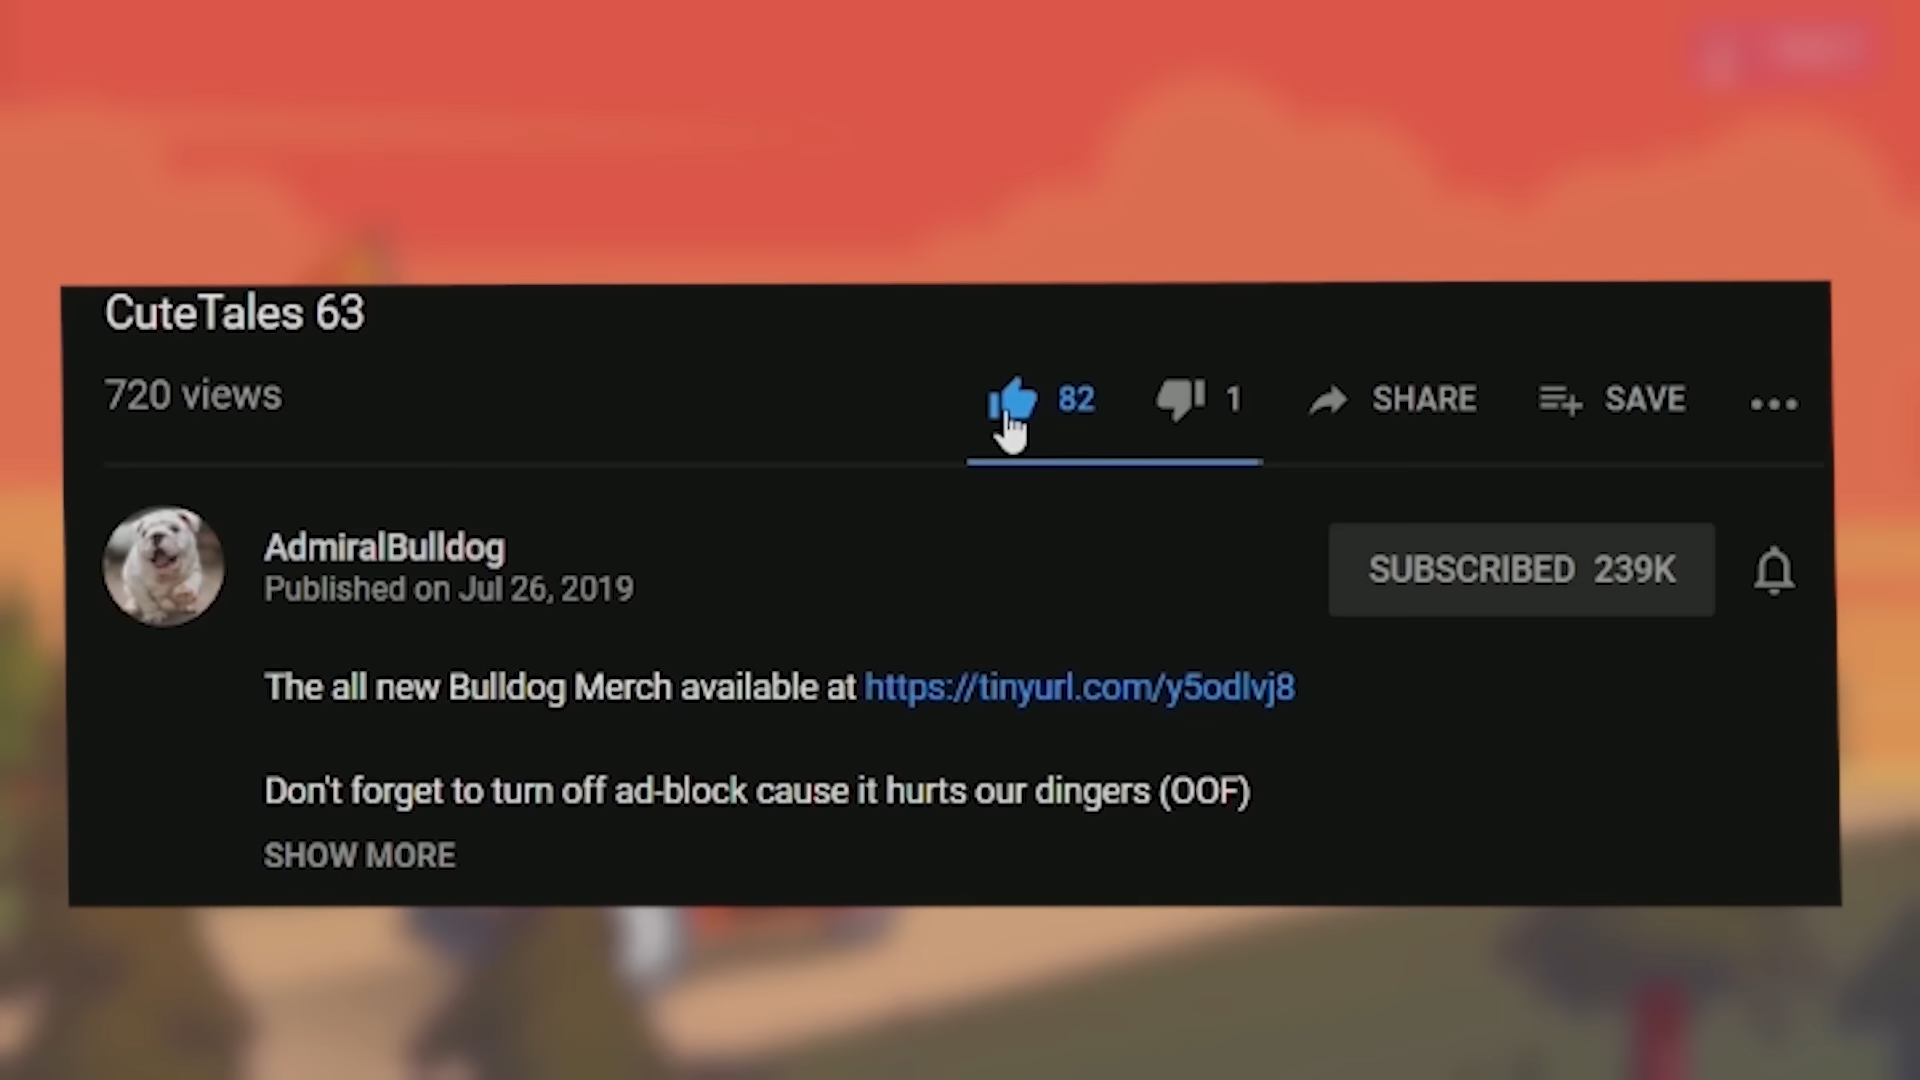 CuteTales 63
720 views
82 1 SHARE SAVE
AdmiralBulldog
Published on Jul 26, 2019
SUBSCRIBED 239K
The all new Bulldog Merch available at https://tinyurl.com/y5odlvj8
Don't forget to turn off ad-block cause it hurts our dingers (OOF)
SHOW MORE